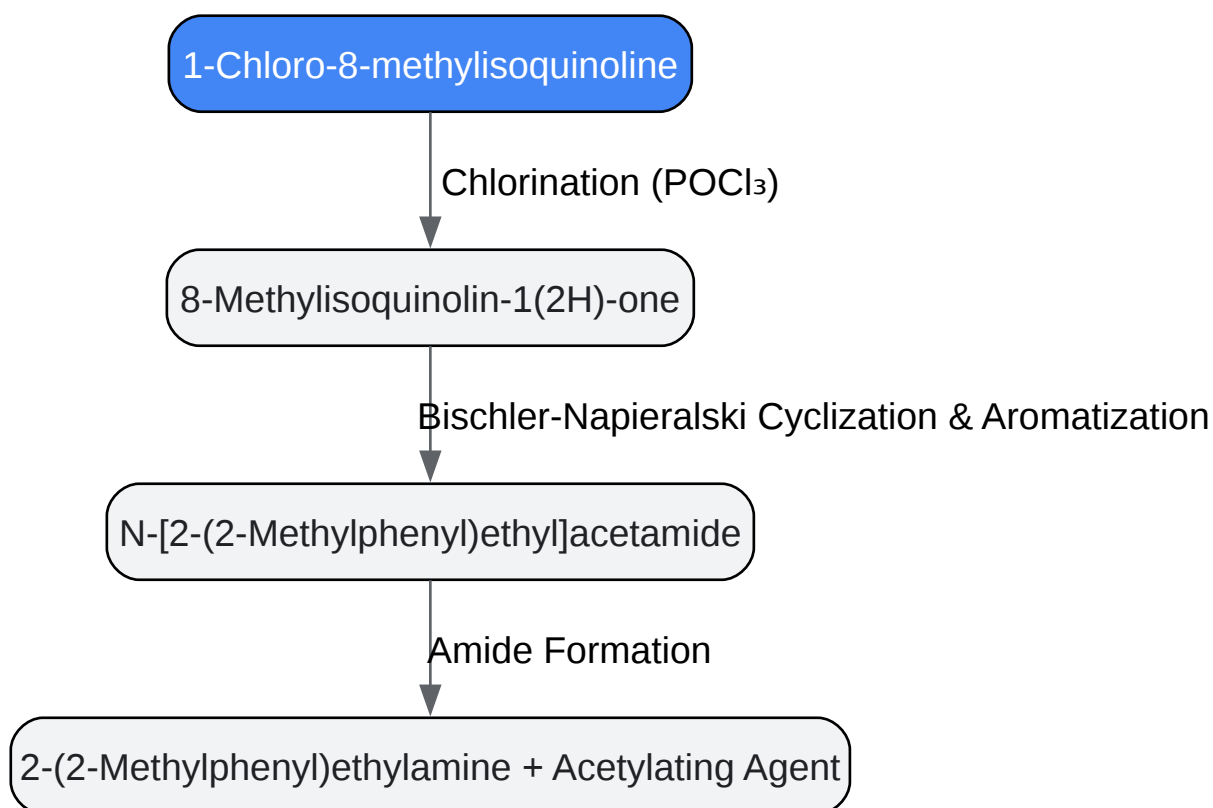 1-Chloro-8-methylisoquinoline
Chlorination (POCl₃)
8-Methylisoquinolin-1(2H)-one
Bischler-Napieralski Cyclization & Aromatization
N-[2-(2-Methylphenyl)ethyl]acetamide
Amide Formation
2-(2-Methylphenyl)ethylamine + Acetylating Agent